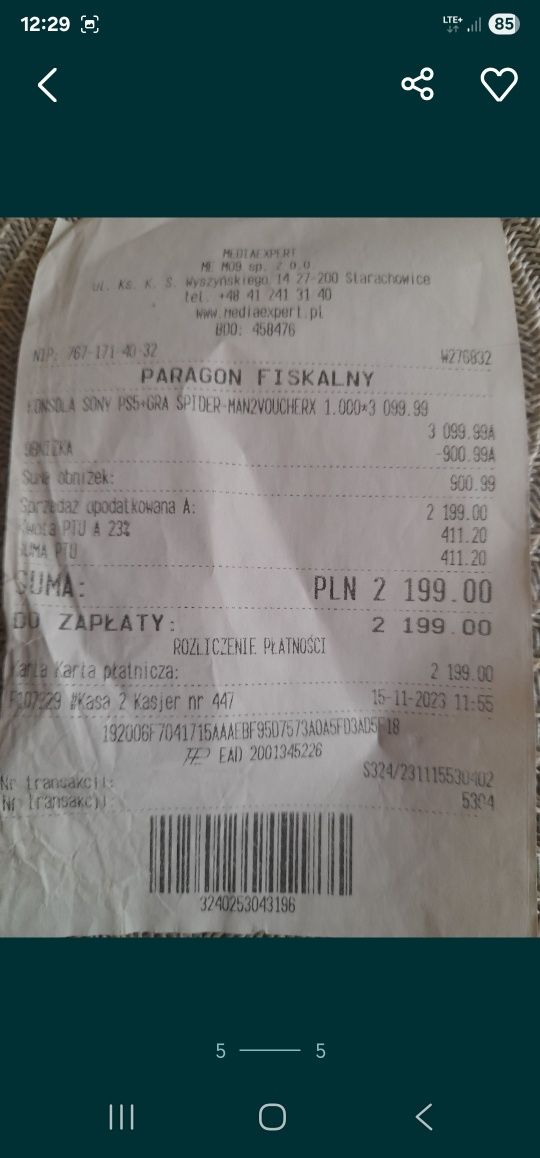 12:29
LTE+
85
MEDIAEXPERT
ME M09 sp. z o.o
ul. Ks. K. S. Wyszyńskiego 14 27-200 Starachowice
tel. +48 41 241 31 40
www.mediaexpert.pl
BDO: 458476
NIP: 767-171-40-32 W276832
PARAGON FISKALNY
KONSOLA SONY PS5+GRA SPIDER-MAN2VOUCHERX 1.000*3 099.99
3 099.99A
OBNIŻKA -900.99A
Suma obniżek: 900.99
Sprzedaż opodatkowana A: 2 199.00
Kwota PTU A 23% 411.20
SUMA PTU 411.20
SUMA: PLN 2 199.00
DO ZAPŁATY: 2 199.00
ROZLICZENIE PŁATNOŚCI
Karta Karta płatnicza: 2 199.00
#Kasa 2 Kasjer nr 447 15-11-2023 11:55
EAD 2001345226
Nr transakcji: S324/231115530402
Nr transakcji: 5304
3240253043196
5 5